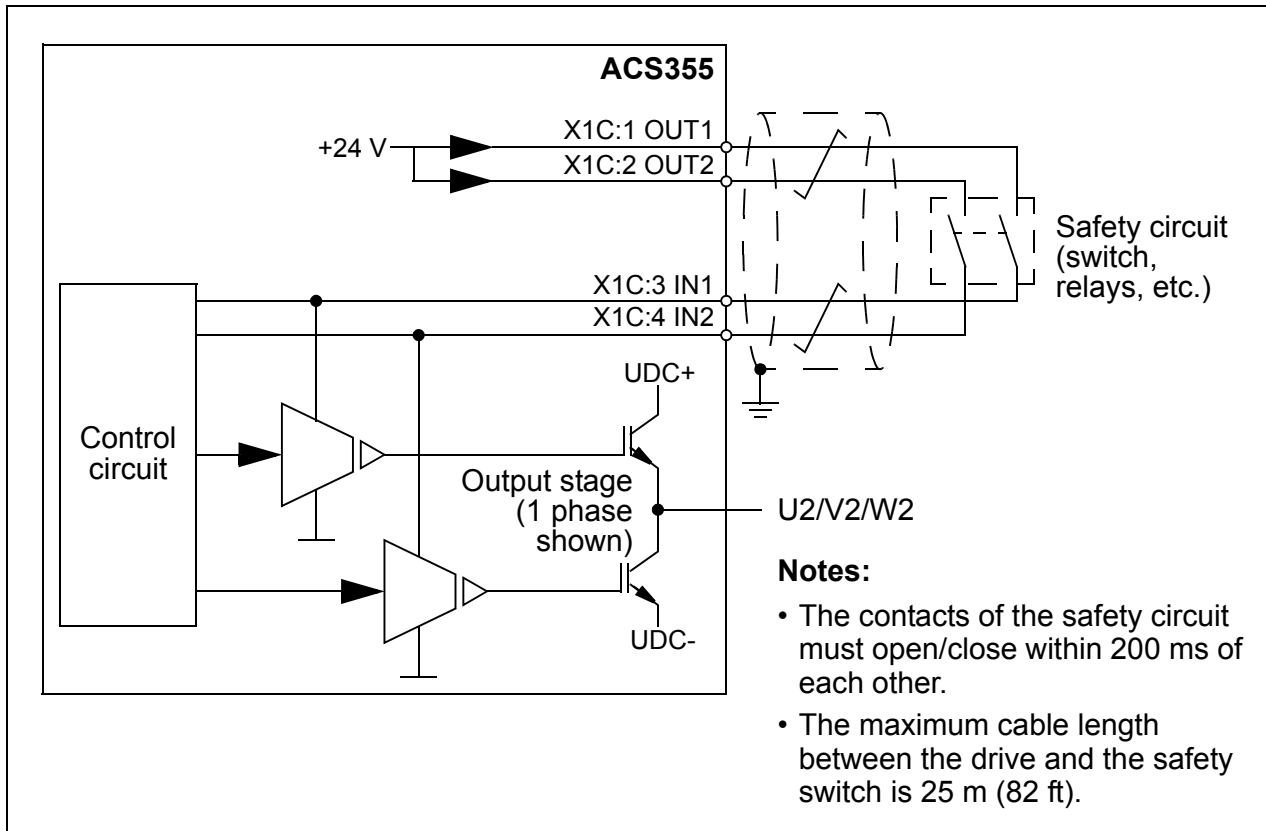 ACS355
+24 V
X1C:1 OUT1
X1C:2 OUT2
Safety circuit
(switch,
relays, etc.)
X1C:3 IN1
X1C:4 IN2
UDC+
Control
circuit
Output stage
(1 phase
shown)
U2/V2/W2
UDC-
Notes:
• The contacts of the safety circuit
must open/close within 200 ms of
each other.
• The maximum cable length
between the drive and the safety
switch is 25 m (82 ft).